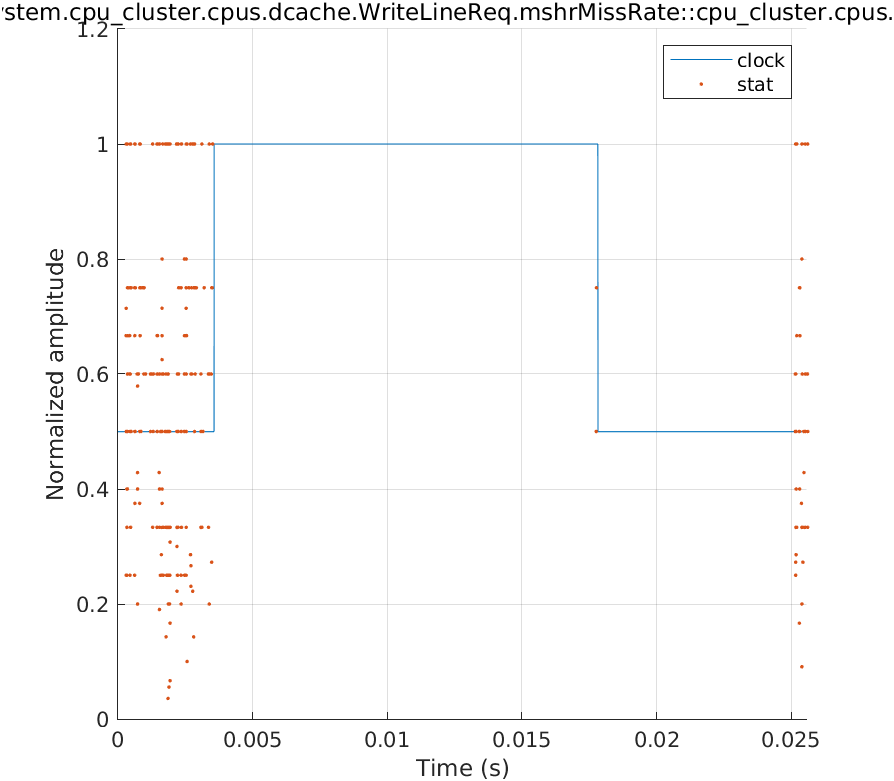 stem.cpu_cluster.cpus.dcache.WriteLineReq.mshrMissRate::cpu_cluster.cpus.
1.2
1
0.8
0.6
0.4
0.2
0
0 0.005 0.01 0.015 0.02 0.025
Normalized amplitude
Time (s)
clock
stat